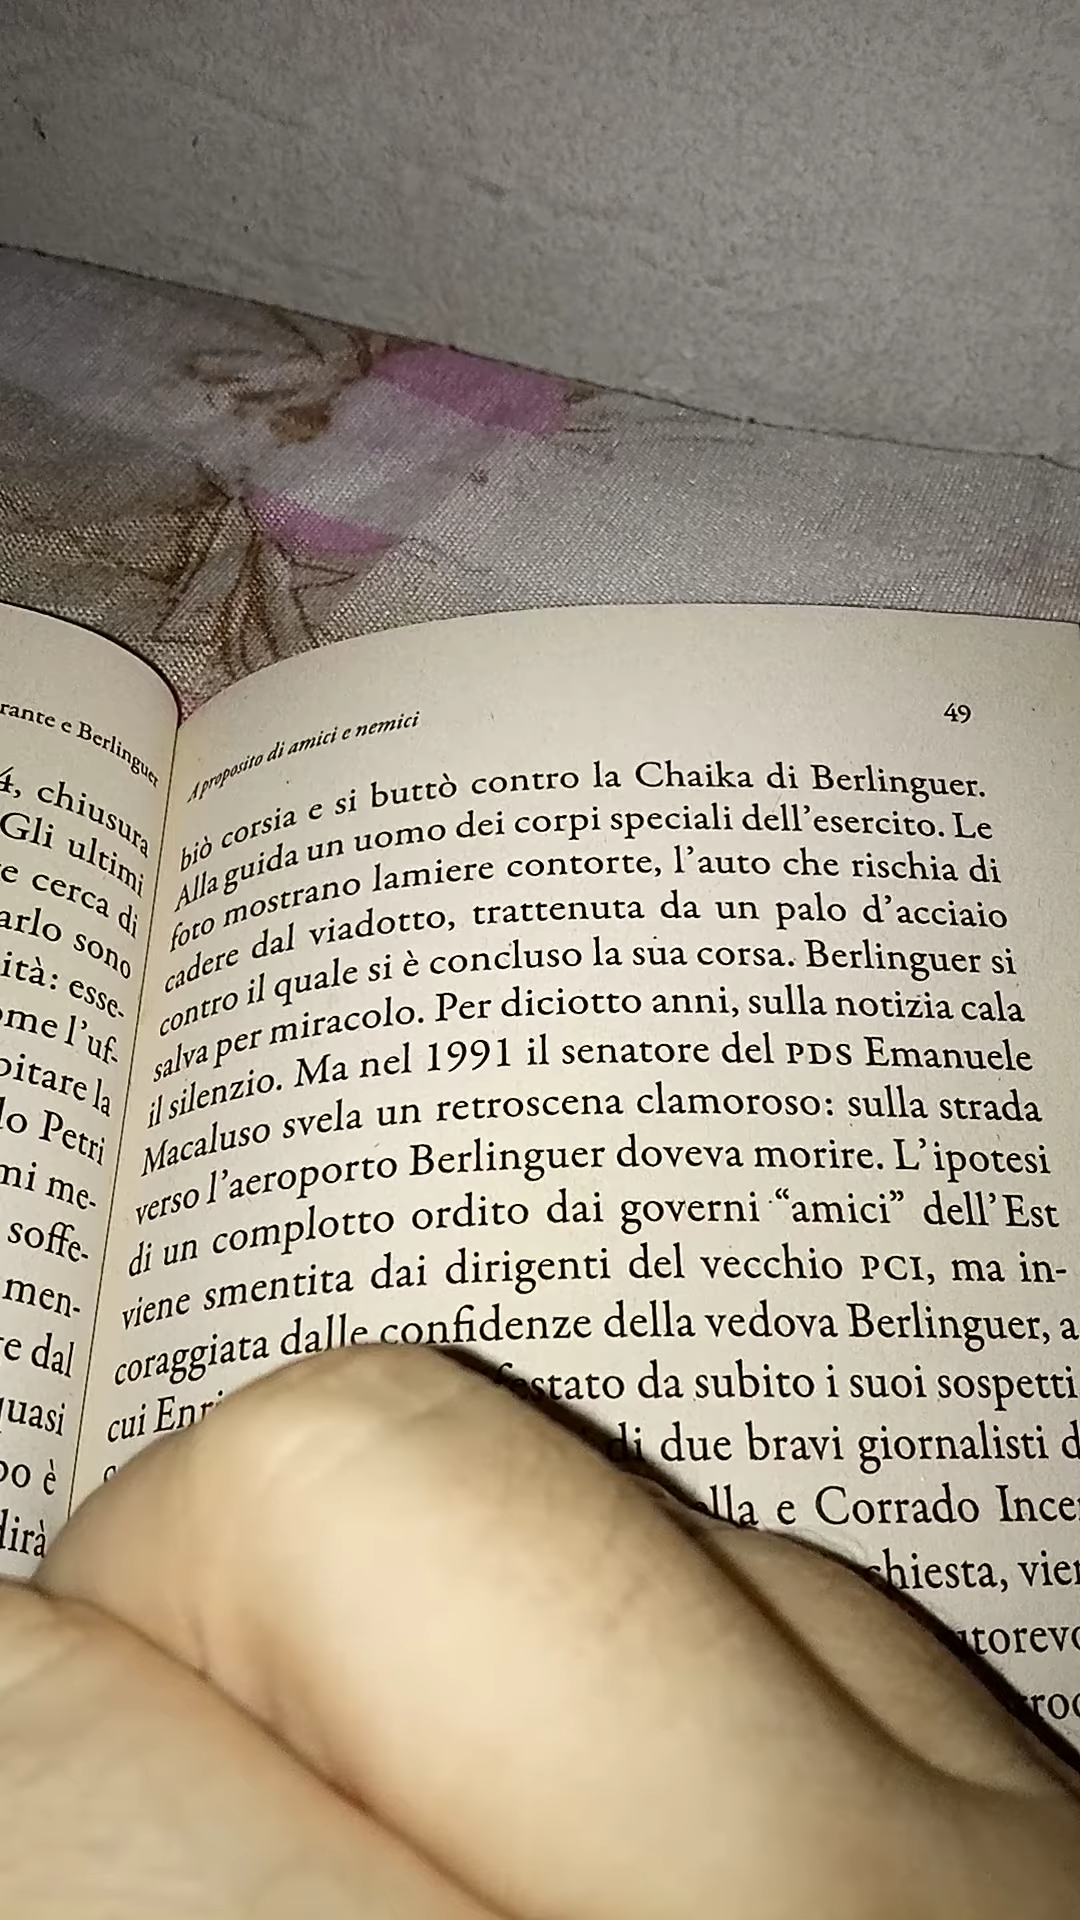 rante e Berlinguer
4, chiusura
Gli ultimi
e cerca di
arlo sono
ità: esse-
me l'uf-
pitare la
lo Petri
ni me-
soffe-
men-
e dal
uasi
po è
dirà
A proposito di amici e nemici
49
biò corsia e si buttò contro la Chaika di Berlinguer.
Alla guida un uomo dei corpi speciali dell'esercito. Le
foto mostrano lamiere contorte, l'auto che rischia di
cadere dal viadotto, trattenuta da un palo d'acciaio
contro il quale si è concluso la sua corsa. Berlinguer si
salva per miracolo. Per diciotto anni, sulla notizia cala
il silenzio. Ma nel 1991 il senatore del PDS Emanuele
Macaluso svela un retroscena clamoroso: sulla strada
verso l'aeroporto Berlinguer doveva morire. L'ipotesi
di un complotto ordito dai governi “amici” dell'Est
viene smentita dai dirigenti del vecchio PCI, ma in-
coraggiata dalle confidenze della vedova Berlinguer, a
cui Enri stato da subito i suoi sospetti
di due bravi giornalisti d
lla e Corrado Ince
chiesta, vie
torevo
ro